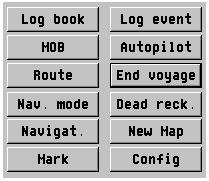 Log book Log event
MOB Autopilot
Route End voyage
Nav. mode Dead reck.
Navigat. New Map
Mark Config